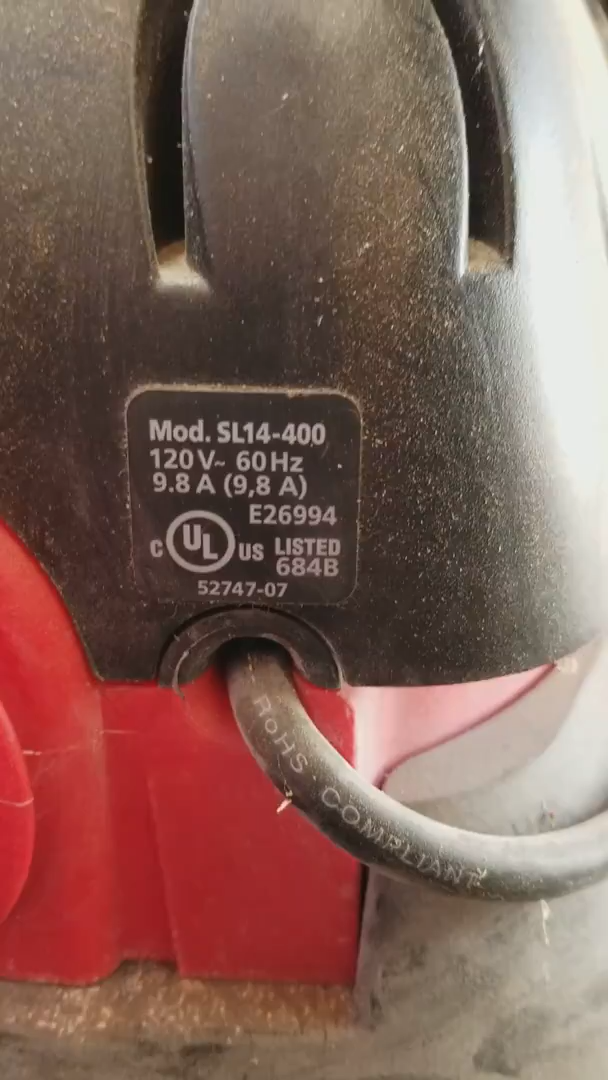 Mod. SL14-400
120V~ 60Hz
9.8 A (9,8 A)
E26994
C UL US LISTED
684B
52747-07
RoHS COMPLIANT